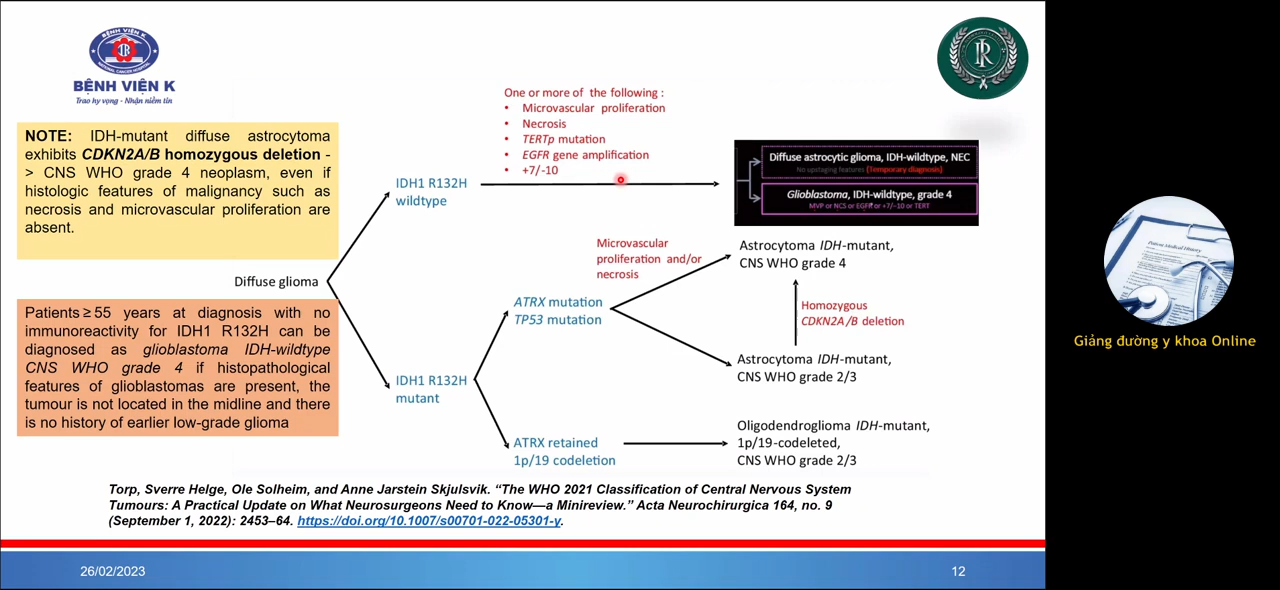 BỆNH VIỆN K
NATIONAL CANCER HOSPITAL
BỆNH VIỆN K
Trao hy vọng - Nhận niềm tin
NOTE: IDH-mutant diffuse astrocytoma
exhibits CDKN2A/B homozygous deletion -
> CNS WHO grade 4 neoplasm, even if
histologic features of malignancy such as
necrosis and microvascular proliferation are
absent.
Patients ≥ 55 years at diagnosis with no
immunoreactivity for IDH1 R132H can be
diagnosed as glioblastoma IDH-wildtype
CNS WHO grade 4 if histopathological
features of glioblastomas are present, the
tumour is not located in the midline and there
is no history of earlier low-grade glioma
Diffuse glioma
IDH1 R132H
wildtype
One or more of the following :
• Microvascular proliferation
• Necrosis
• TERTp mutation
• EGFR gene amplification
• +7/-10
Diffuse astrocytic glioma, IDH-wildtype, NEC
No upstaging features (Temporary diagnosis)
Glioblastoma, IDH-wildtype, grade 4
MVP or NCS or EGFR or +7/-10 or TERT
IDH1 R132H
mutant
ATRX mutation
TP53 mutation
Microvascular
proliferation and/or
necrosis
Astrocytoma IDH-mutant,
CNS WHO grade 4
Homozygous
CDKN2A/B deletion
Astrocytoma IDH-mutant,
CNS WHO grade 2/3
ATRX retained
1p/19 codeletion
Oligodendroglioma IDH-mutant,
1p/19-codeleted,
CNS WHO grade 2/3
Torp, Sverre Helge, Ole Solheim, and Anne Jarstein Skjulsvik. “The WHO 2021 Classification of Central Nervous System
Tumours: A Practical Update on What Neurosurgeons Need to Know—a Minireview.” Acta Neurochirurgica 164, no. 9
(September 1, 2022): 2453–64. https://doi.org/10.1007/s00701-022-05301-y.
26/02/2023
12
Patient Medical History
Giảng đường y khoa Online